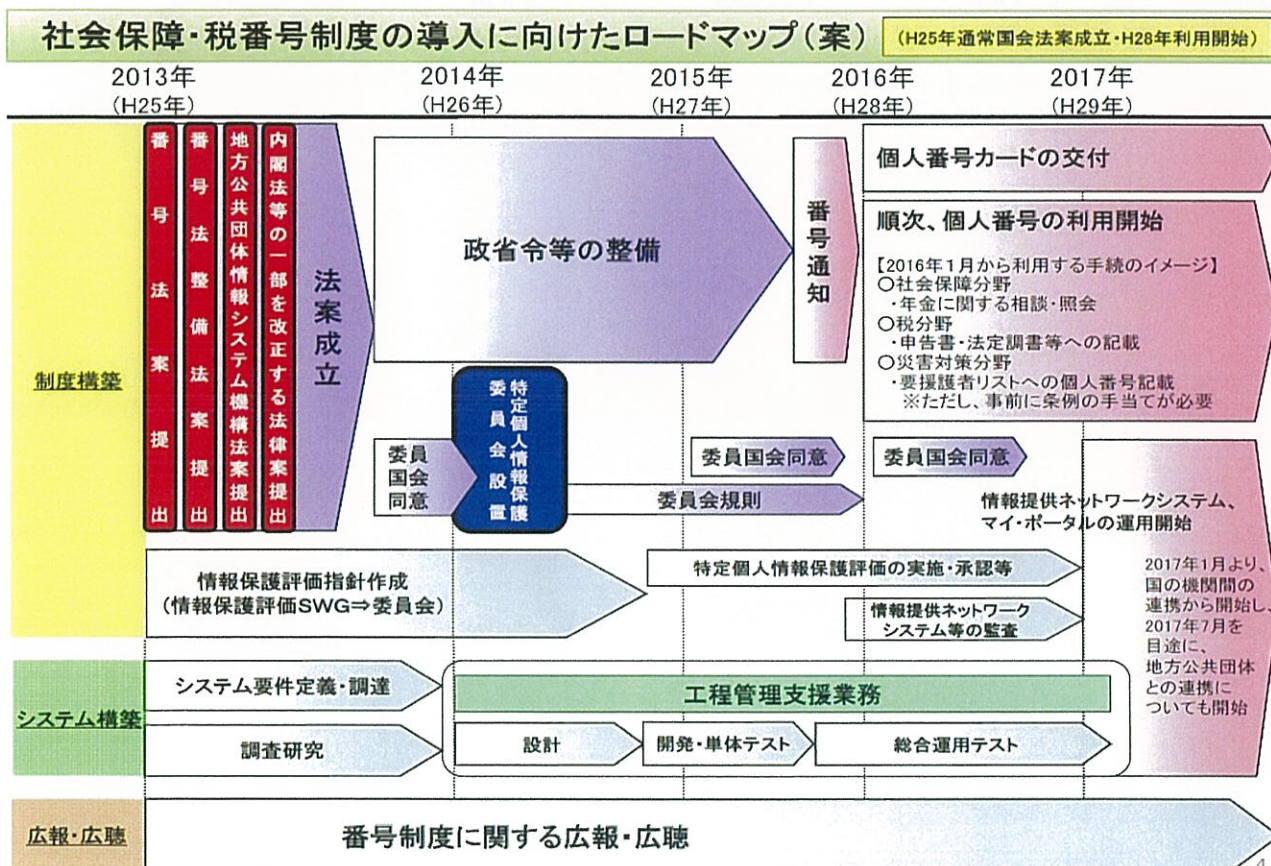 社会保障・税番号制度の導入に向けたロードマップ（案）
（H25年通常国会法案成立・H28年利用開始）
2013年
（H25年）
2014年
（H26年）
2015年
（H27年）
2016年
（H28年）
2017年
（H29年）
制度構築
番号法案提出
番号法整備法案提出
地方公共団体情報システム機構法案提出
内閣法等の一部を改正する法律案提出
法案成立
政省令等の整備
番号通知
個人番号カードの交付
順次、個人番号の利用開始
【2016年1月から利用する手続のイメージ】
○社会保障分野
・年金に関する相談・照会
○税分野
・申告書・法定調書等への記載
○災害対策分野
・要援護者リストへの個人番号記載
※ただし、事前に条例の手当てが必要
委員
国会
同意
特定個人情報保護
委員会設置
委員国会同意
委員国会同意
委員会規則
情報提供ネットワークシステム、
マイ・ポータルの運用開始
2017年1月より、
国の機関間の
連携から開始し、
2017年7月を
目途に、
地方公共団体
との連携に
ついても開始
情報保護評価指針作成
（情報保護評価SWG⇒委員会）
特定個人情報保護評価の実施・承認等
情報提供ネットワーク
システム等の監査
システム構築
システム要件定義・調達
調査研究
工程管理支援業務
設計
開発・単体テスト
総合運用テスト
広報・広聴
番号制度に関する広報・広聴